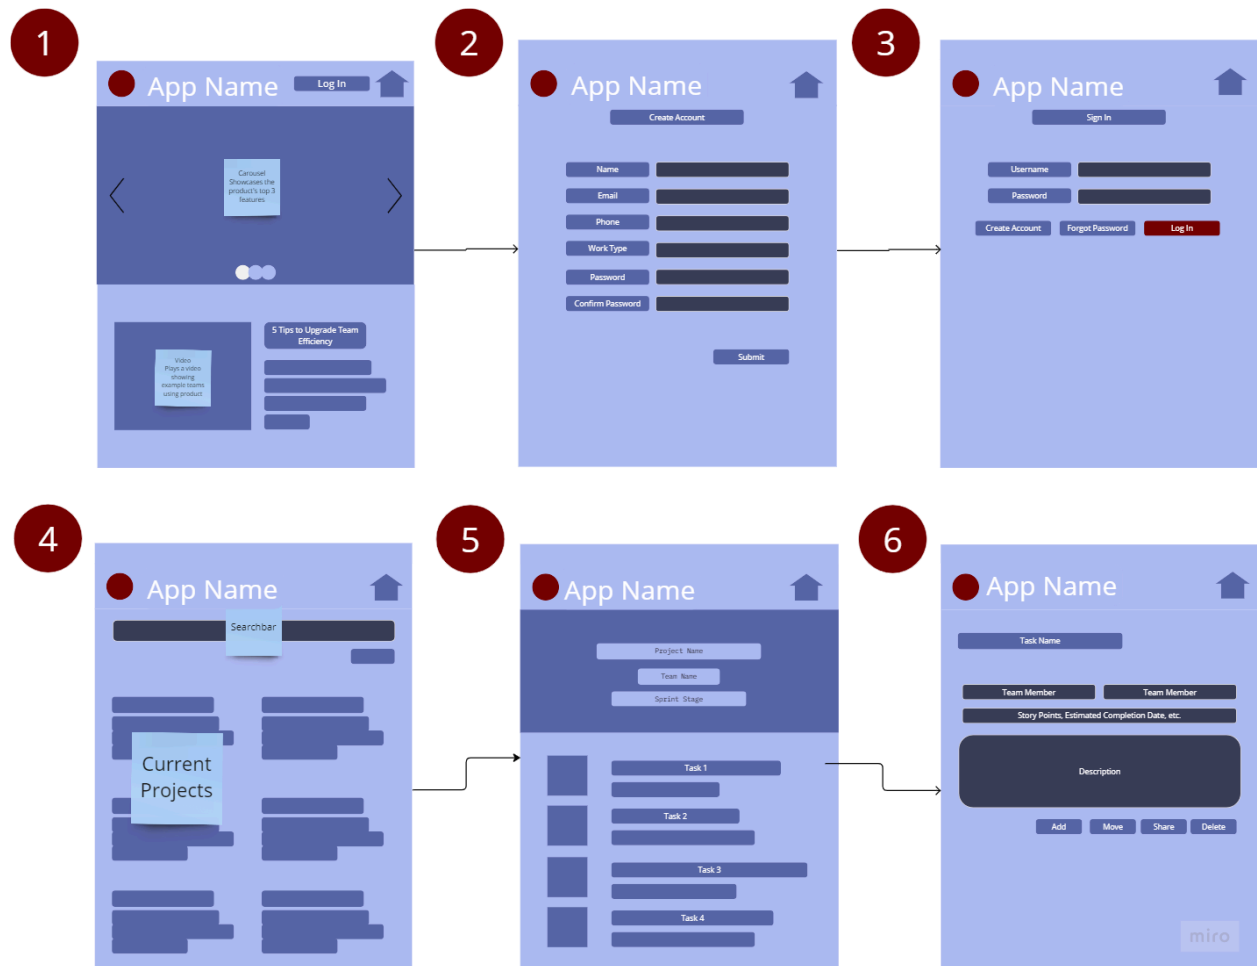 1
App Name
Log In
Carousel
Showcases the
product's top 3
features
Video
Plays a video
showing
example teams
using product
5 Tips to Upgrade Team
Efficiency
2
App Name
Create Account
Name
Email
Phone
Work Type
Password
Confirm Password
Submit
3
App Name
Sign In
Username
Password
Create Account
Forgot Password
Log In
4
App Name
Searchbar
Current
Projects
5
App Name
Project Name
Team Name
Sprint Stage
Task 1
Task 2
Task 3
Task 4
6
App Name
Task Name
Team Member
Team Member
Story Points, Estimated Completion Date, etc.
Description
Add
Move
Share
Delete
miro